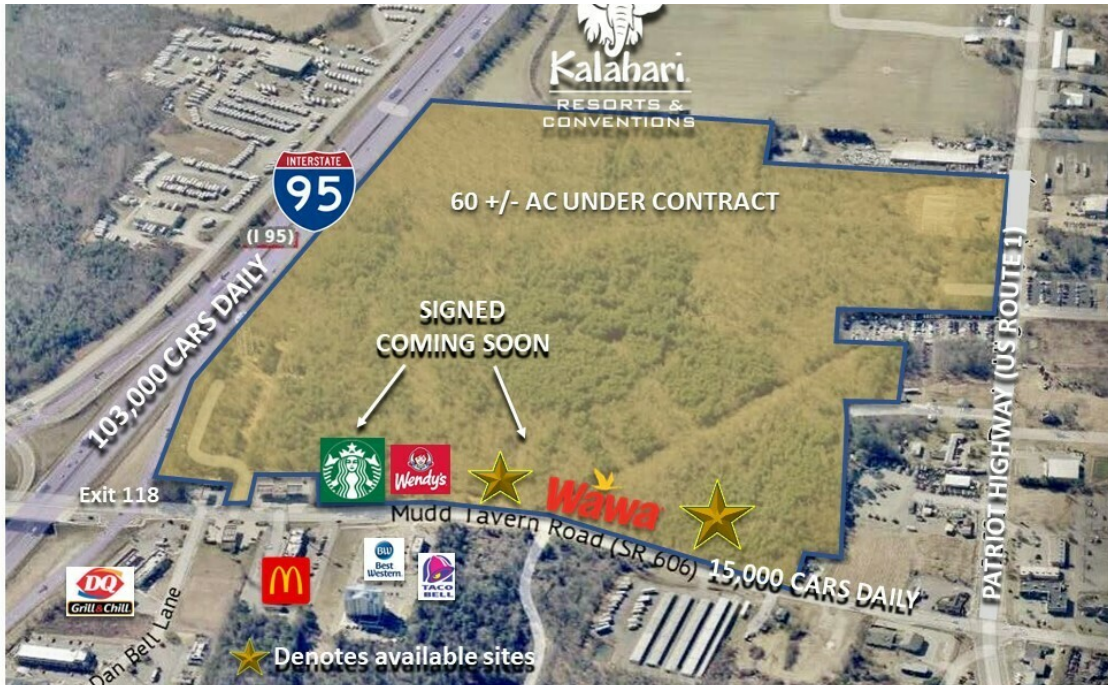 Kalahari
RESORTS &
CONVENTIONS
INTERSTATE
95
(I 95)
60 +/- AC UNDER CONTRACT
103,000 CARS DAILY
SIGNED
COMING SOON
PATRIOT HIGHWAY (US ROUTE 1)
Wendy's
Wawa
Exit 118
Mudd Tavern Road (SR 606)
15,000 CARS DAILY
DQ
Grill&Chill
BW
Best
Western
TACO
BELL
Dan Bell Lane
Denotes available sites